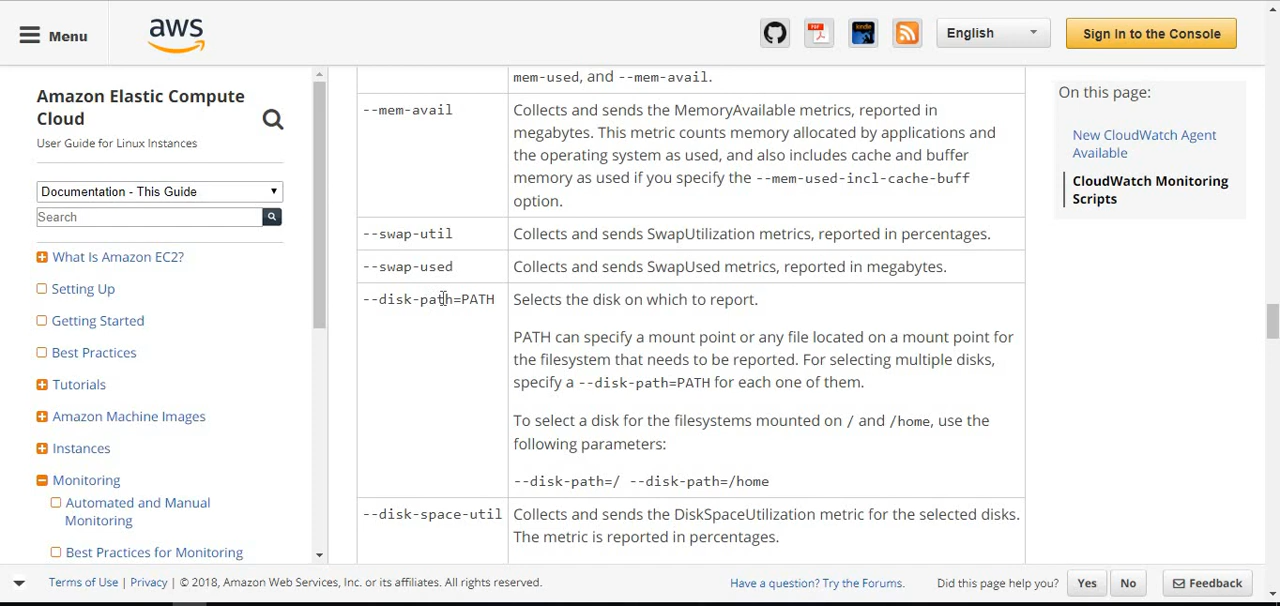 Menu
aws
English
Sign In to the Console
Amazon Elastic Compute
Cloud
User Guide for Linux Instances
Documentation - This Guide
Search
What Is Amazon EC2?
Setting Up
Getting Started
Best Practices
Tutorials
Amazon Machine Images
Instances
Monitoring
Automated and Manual
Monitoring
Best Practices for Monitoring
mem-used, and --mem-avail.
--mem-avail
Collects and sends the MemoryAvailable metrics, reported in
megabytes. This metric counts memory allocated by applications and
the operating system as used, and also includes cache and buffer
memory as used if you specify the --mem-used-incl-cache-buff
option.
--swap-util
Collects and sends SwapUtilization metrics, reported in percentages.
--swap-used
Collects and sends SwapUsed metrics, reported in megabytes.
--disk-path=PATH
Selects the disk on which to report.
PATH can specify a mount point or any file located on a mount point for
the filesystem that needs to be reported. For selecting multiple disks,
specify a --disk-path=PATH for each one of them.
To select a disk for the filesystems mounted on / and /home, use the
following parameters:
--disk-path=/ --disk-path=/home
--disk-space-util
Collects and sends the DiskSpaceUtilization metric for the selected disks.
The metric is reported in percentages.
On this page:
New CloudWatch Agent
Available
CloudWatch Monitoring
Scripts
Terms of Use | Privacy | © 2018, Amazon Web Services, Inc. or its affiliates. All rights reserved.
Have a question? Try the Forums.
Did this page help you?
Yes
No
Feedback